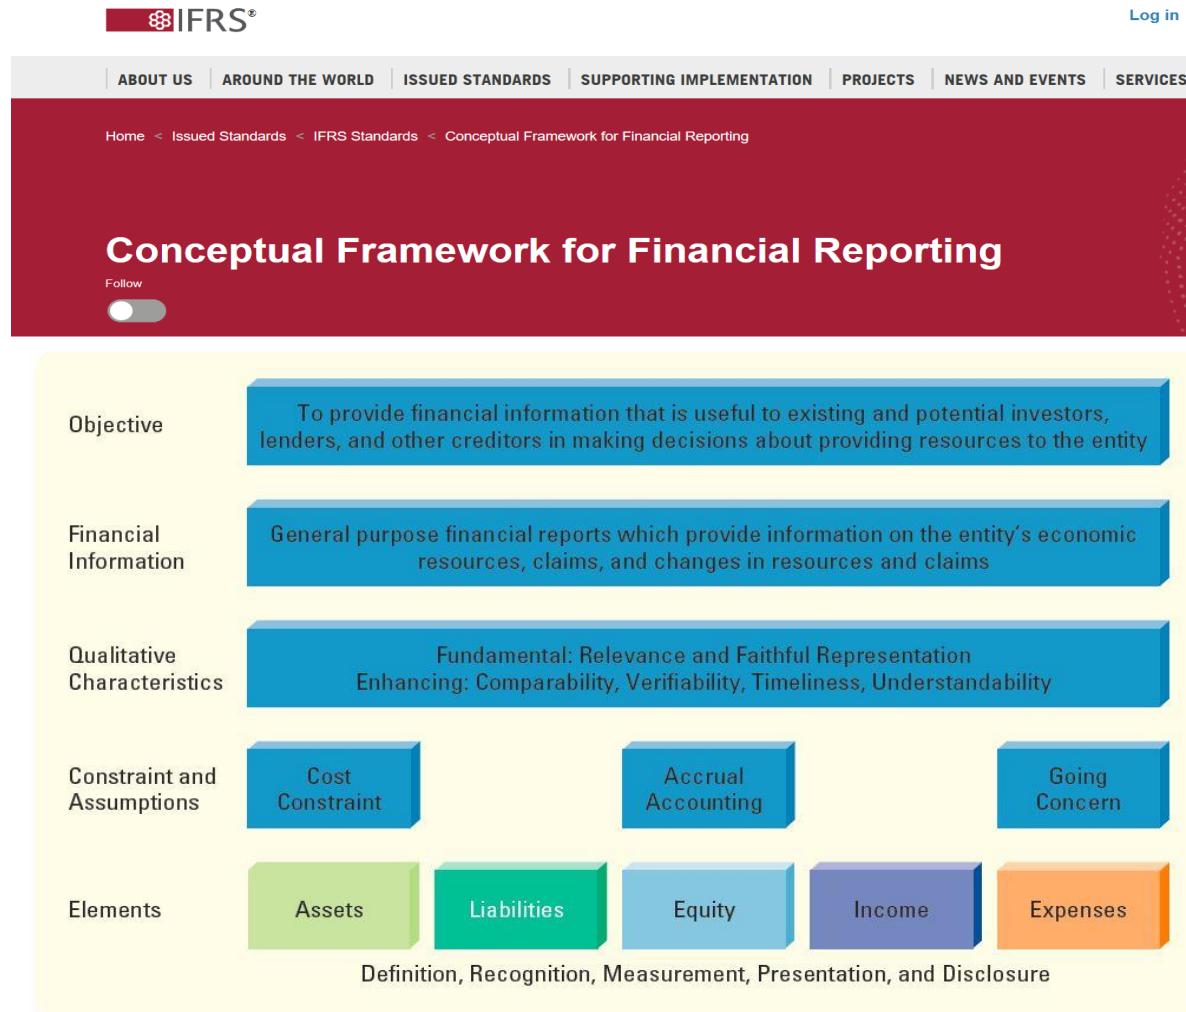 IFRS®
Log in
ABOUT US
AROUND THE WORLD
ISSUED STANDARDS
SUPPORTING IMPLEMENTATION
PROJECTS
NEWS AND EVENTS
SERVICES
Home < Issued Standards < IFRS Standards < Conceptual Framework for Financial Reporting
Conceptual Framework for Financial Reporting
Follow
Objective
To provide financial information that is useful to existing and potential investors,
lenders, and other creditors in making decisions about providing resources to the entity
Financial
Information
General purpose financial reports which provide information on the entity's economic
resources, claims, and changes in resources and claims
Qualitative
Characteristics
Fundamental: Relevance and Faithful Representation
Enhancing: Comparability, Verifiability, Timeliness, Understandability
Constraint and
Assumptions
Cost
Constraint
Accrual
Accounting
Going
Concern
Elements
Assets
Liabilities
Equity
Income
Expenses
Definition, Recognition, Measurement, Presentation, and Disclosure